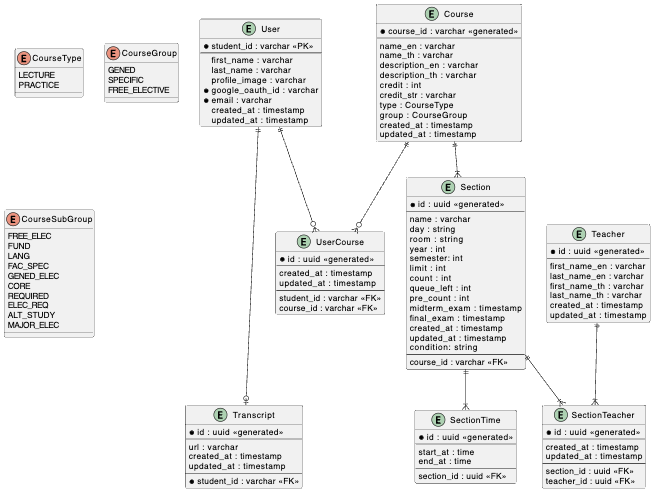 E CourseType
LECTURE
PRACTICE
E CourseGroup
GENED
SPECIFIC
FREE_ELECTIVE
E User
● student_id : varchar «PK»
first_name : varchar
last_name : varchar
profile_image : varchar
● google_oauth_id : varchar
● email : varchar
created_at : timestamp
updated_at : timestamp
E Course
● course_id : varchar «generated»
name_en : varchar
name_th : varchar
description_en : varchar
description_th : varchar
credit : int
credit_str : varchar
type : CourseType
group : CourseGroup
created_at : timestamp
updated_at : timestamp
E CourseSubGroup
FREE_ELEC
FUND
LANG
FAC_SPEC
GENED_ELEC
CORE
REQUIRED
ELEC_REQ
ALT_STUDY
MAJOR_ELEC
E UserCourse
● id : uuid «generated»
created_at : timestamp
updated_at : timestamp
student_id : varchar «FK»
course_id : varchar «FK»
E Section
● id : uuid «generated»
name : varchar
day : string
room : string
year : int
semester : int
limit : int
count : int
queue_left : int
pre_count : int
midterm_exam : timestamp
final_exam : timestamp
created_at : timestamp
updated_at : timestamp
condition: string
course_id : varchar «FK»
E Teacher
● id : uuid «generated»
first_name_en : varchar
last_name_en : varchar
first_name_th : varchar
last_name_th : varchar
created_at : timestamp
updated_at : timestamp
E Transcript
● id : uuid «generated»
url : varchar
created_at : timestamp
updated_at : timestamp
● student_id : varchar «FK»
E SectionTime
● id : uuid «generated»
start_at : time
end_at : time
section_id : uuid «FK»
E SectionTeacher
● id : uuid «generated»
created_at : timestamp
updated_at : timestamp
section_id : uuid «FK»
teacher_id : uuid «FK»